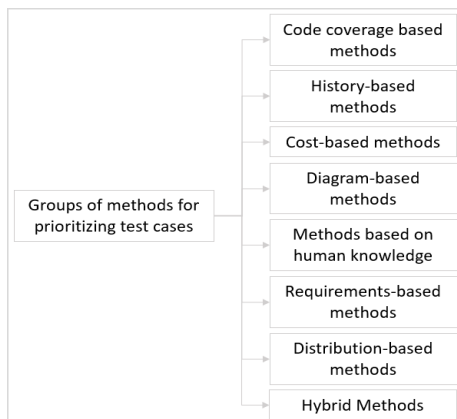 Code coverage based
methods
History-based
methods
Cost-based methods
Diagram-based
methods
Groups of methods for
prioritizing test cases
Methods based on
human knowledge
Requirements-based
methods
Distribution-based
methods
Hybrid Methods